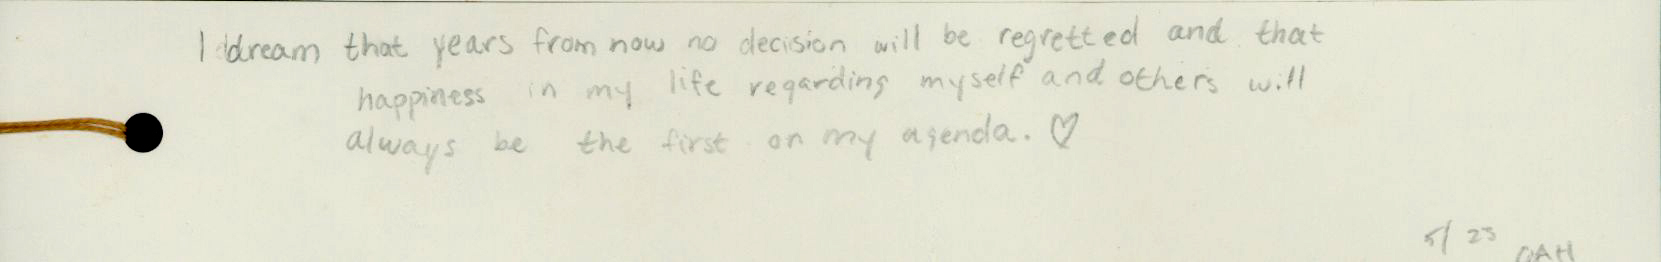 I dream that years from now no decision will be regretted and that
happiness in my life regarding myself and others will
always be the first on my agenda. ♡
5/23
OAH